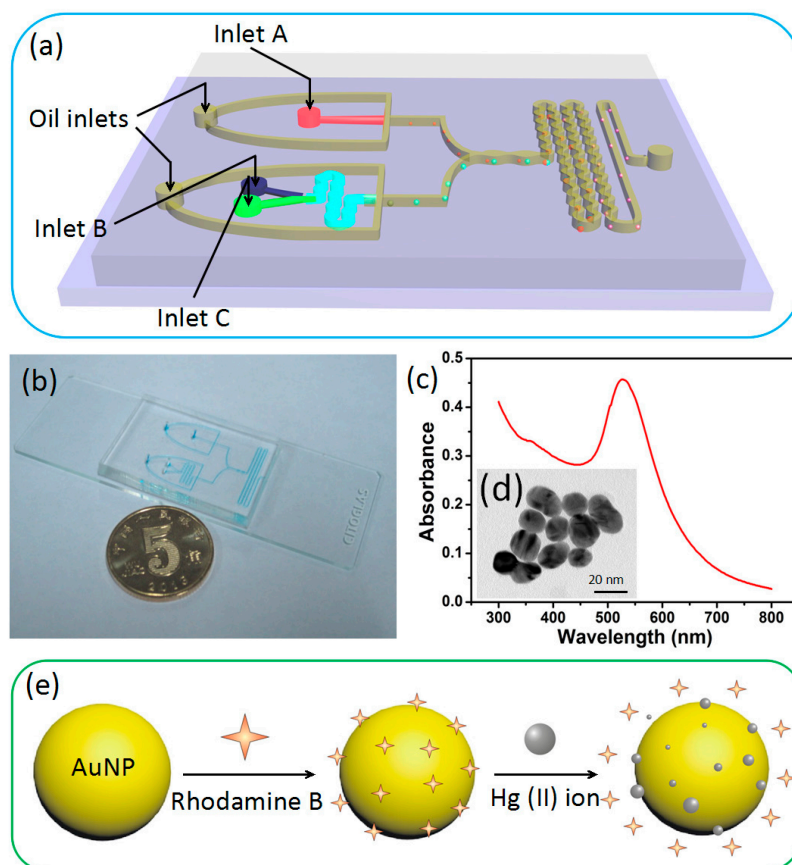 (a)
Inlet A
Oil inlets
Inlet B
Inlet C
(b)
5
CITOGLAS
(c)
0.5
0.4
0.3
0.2
0.1
0.0
Absorbance
(d)
20 nm
300 400 500 600 700 800
Wavelength (nm)
(e)
AuNP
Rhodamine B
Hg (II) ion